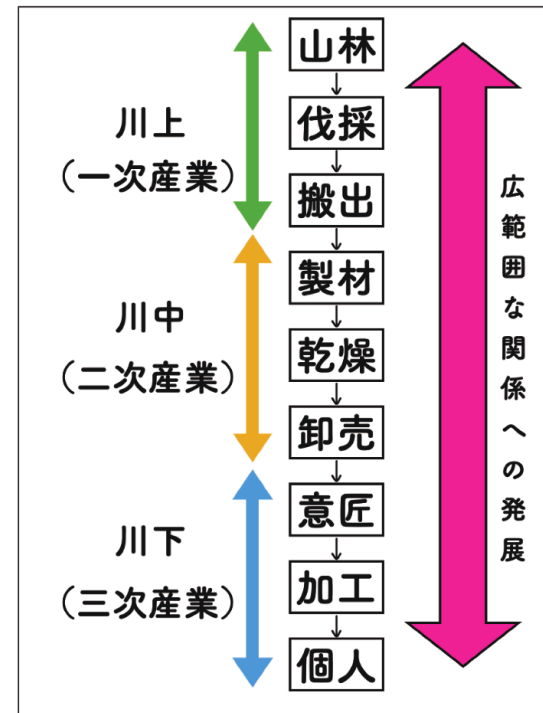 川上
(一次産業)
川中
(二次産業)
川下
(三次産業)
山林
伐採
搬出
製材
乾燥
卸売
意匠
加工
個人
広範囲な関係への発展